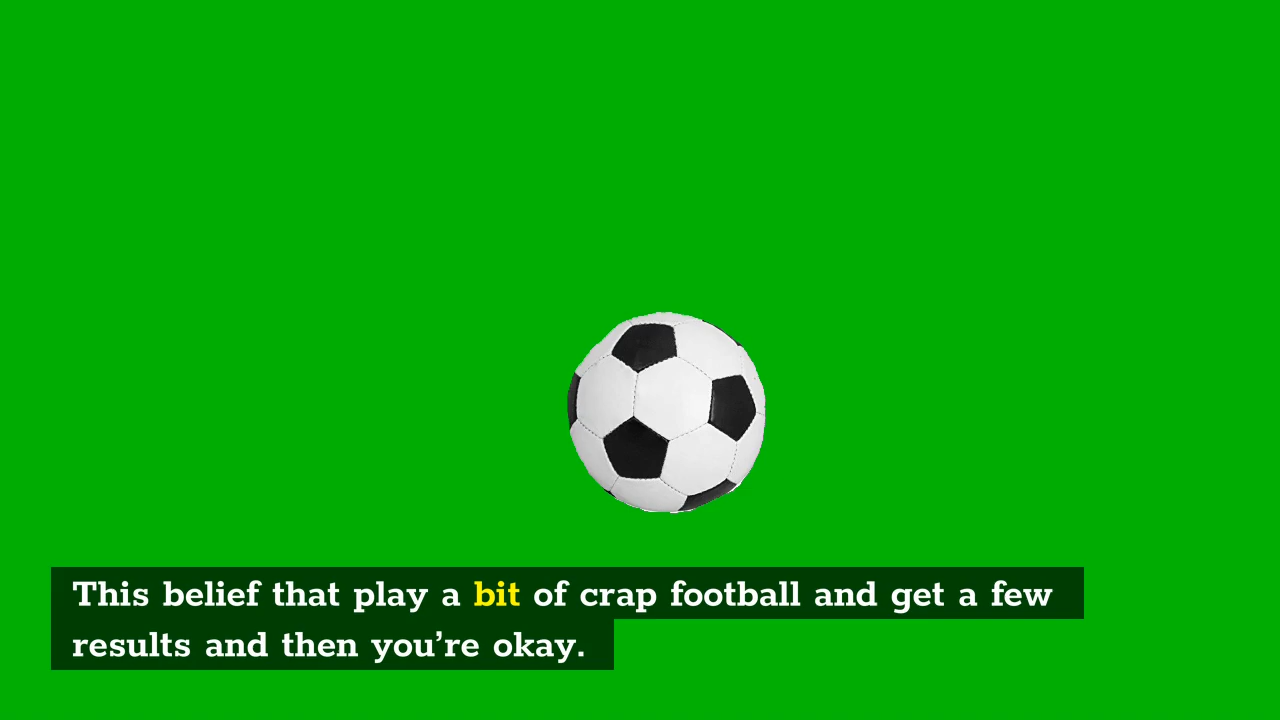 This belief that play a bit of crap football and get a few
results and then you’re okay.